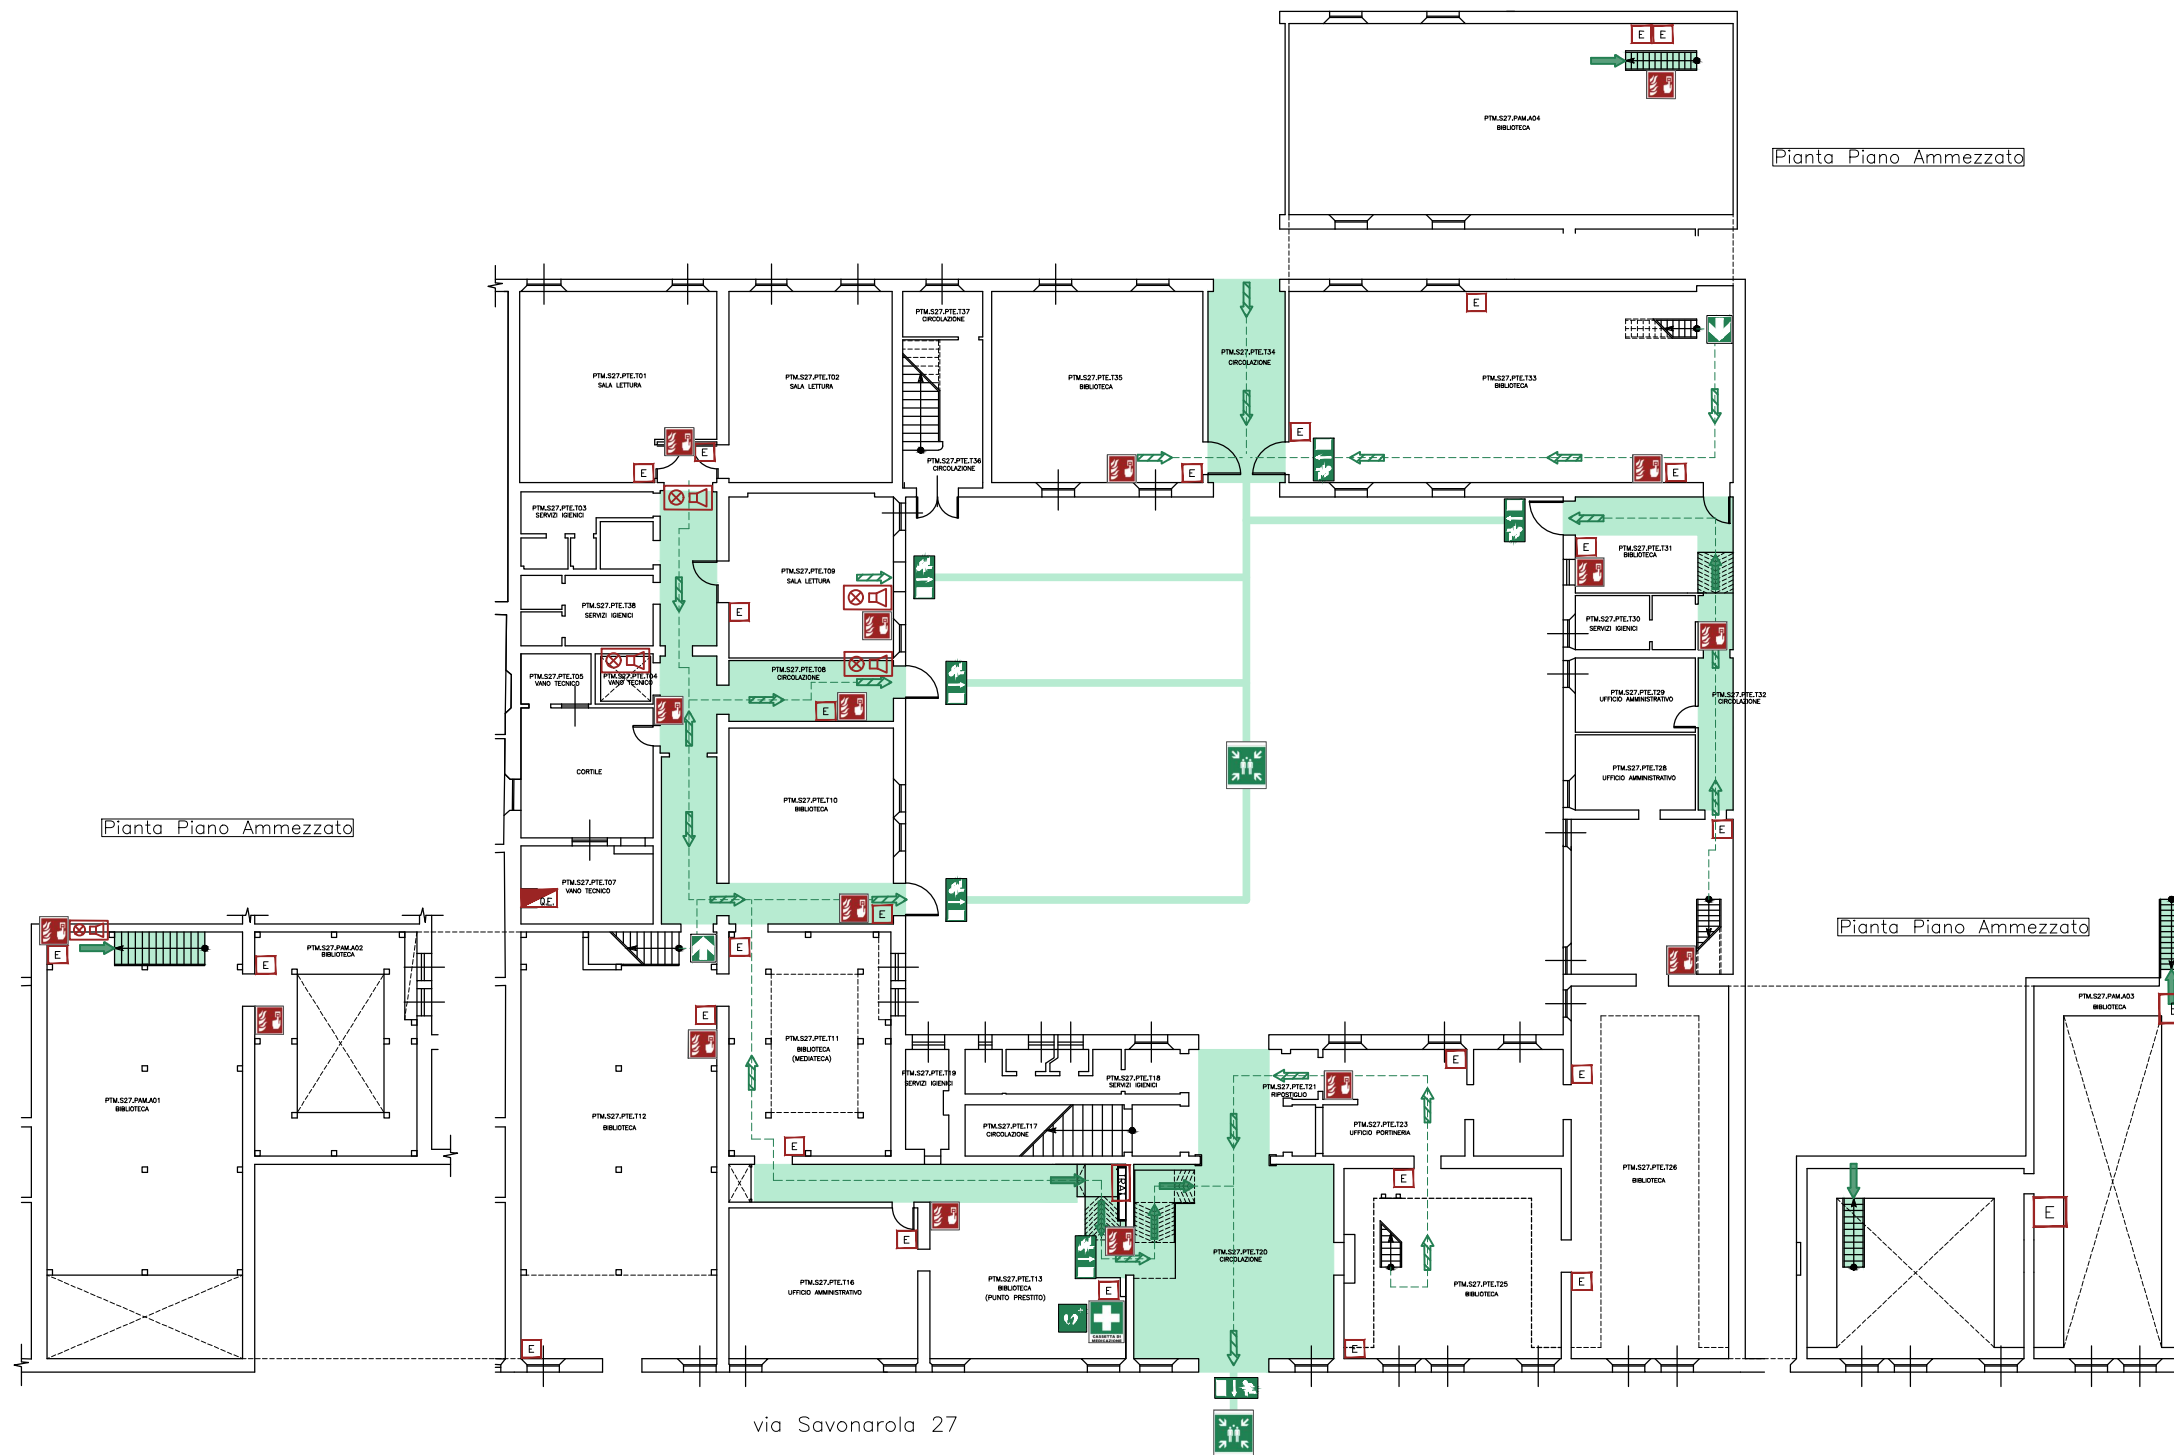 E E
PTM.S27.PAM.A04
BIBLIOTECA
Pianta Piano Ammezzato
E
PTM.S27.PTE.T37
CIRCOLAZIONE
PTM.S27.PTE.T34
CIRCOLAZIONE
PTM.S27.PTE.T01
SALA LETTURA
PTM.S27.PTE.T02
SALA LETTURA
PTM.S27.PTE.T35
BIBLIOTECA
PTM.S27.PTE.T33
BIBLIOTECA
E
E
E
PTM.S27.PTE.T36
CIRCOLAZIONE
E
E
PTM.S27.PTE.T03
SERVIZI IGIENICI
E
PTM.S27.PTE.T31
BIBLIOTECA
PTM.S27.PTE.T09
SALA LETTURA
PTM.S27.PTE.T38
SERVIZI IGIENICI
E
PTM.S27.PTE.T30
SERVIZI IGIENICI
PTM.S27.PTE.T05
VANO TECNICO
PTM.S27.PTE.T04
VANO TECNICO
PTM.S27.PTE.T08
CIRCOLAZIONE
E
PTM.S27.PTE.T29
UFFICIO AMMINISTRATIVO
PTM.S27.PTE.T32
CIRCOLAZIONE
CORTILE
PTM.S27.PTE.T28
UFFICIO AMMINISTRATIVO
PTM.S27.PTE.T10
BIBLIOTECA
Pianta Piano Ammezzato
E
PTM.S27.PTE.T07
VANO TECNICO
Q.E.
E
Pianta Piano Ammezzato
E
E
PTM.S27.PAM.A02
BIBLIOTECA
E
E
PTM.S27.PAM.A03
BIBLIOTECA
E
PTM.S27.PTE.T11
BIBLIOTECA
(MEDIATECA)
PTM.S27.PTE.T19
SERVIZI IGIENICI
PTM.S27.PTE.T18
SERVIZI IGIENICI
PTM.S27.PTE.T21
RIPOSTIGLIO
E
E
PTM.S27.PAM.A01
BIBLIOTECA
PTM.S27.PTE.T12
BIBLIOTECA
PTM.S27.PTE.T17
CIRCOLAZIONE
PTM.S27.PTE.T23
UFFICIO PORTINERIA
E
PTM.S27.PTE.T26
BIBLIOTECA
E
E
E
PTM.S27.PTE.T20
CIRCOLAZIONE
PTM.S27.PTE.T16
UFFICIO AMMINISTRATIVO
PTM.S27.PTE.T13
BIBLIOTECA
(PUNTO PRESTITO)
E
PTM.S27.PTE.T25
BIBLIOTECA
E
CASSETTA DI
MEDICAZIONE
E
E
via Savonarola 27